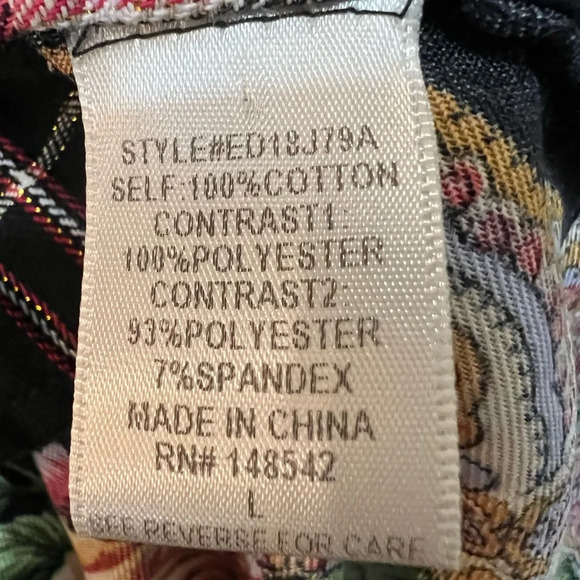 STYLE#ED18J79A
SELF:100%COTTON
CONTRAST1:
100%POLYESTER
CONTRAST2:
93%POLYESTER
7%SPANDEX
MADE IN CHINA
RN# 148542
L
SEE REVERSE FOR CARE